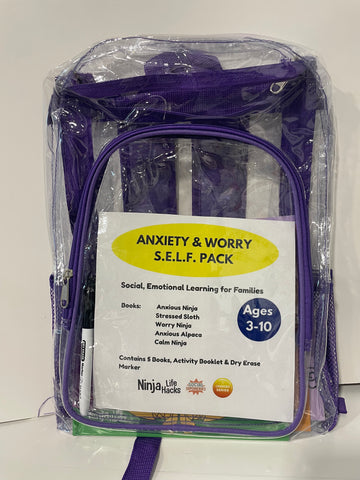 ANXIETY & WORRY
S.E.L.F. PACK
Social, Emotional Learning for Families
Books:
Anxious Ninja
Stressed Sloth
Worry Ninja
Anxious Alpaca
Calm Ninja
Ages
3-10
Contains 5 Books, Activity Booklet & Dry Erase
Marker
Ninja Life
Hacks